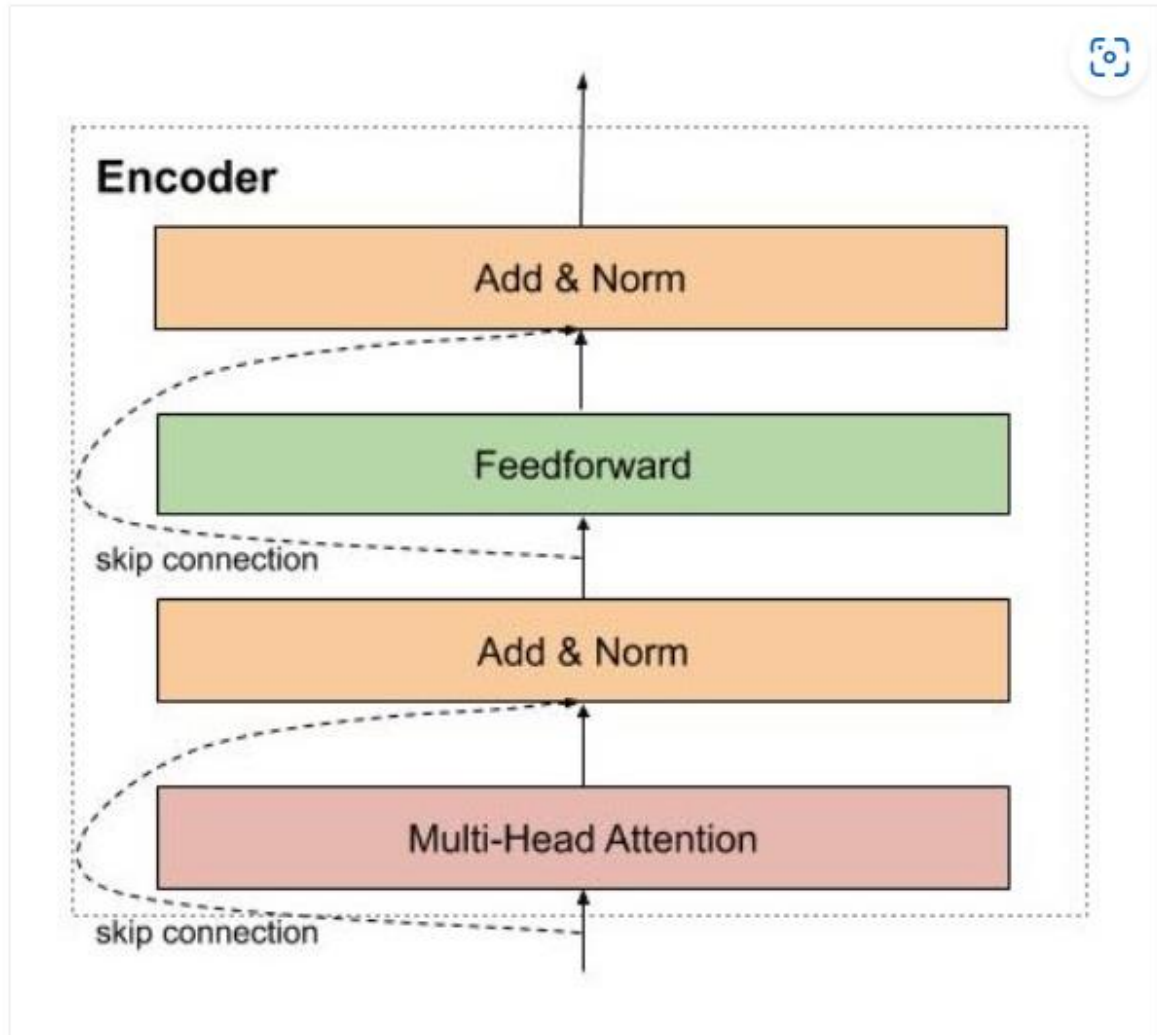 Encoder
Add & Norm
Feedforward
skip connection
Add & Norm
Multi-Head Attention
skip connection